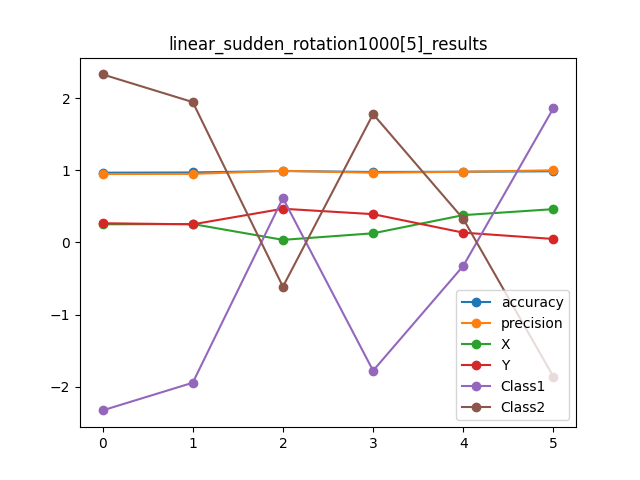 linear_sudden_rotation1000[5]_results
2
1
0
−1
−2
0 1 2 3 4 5
accuracy
precision
X
Y
Class1
Class2